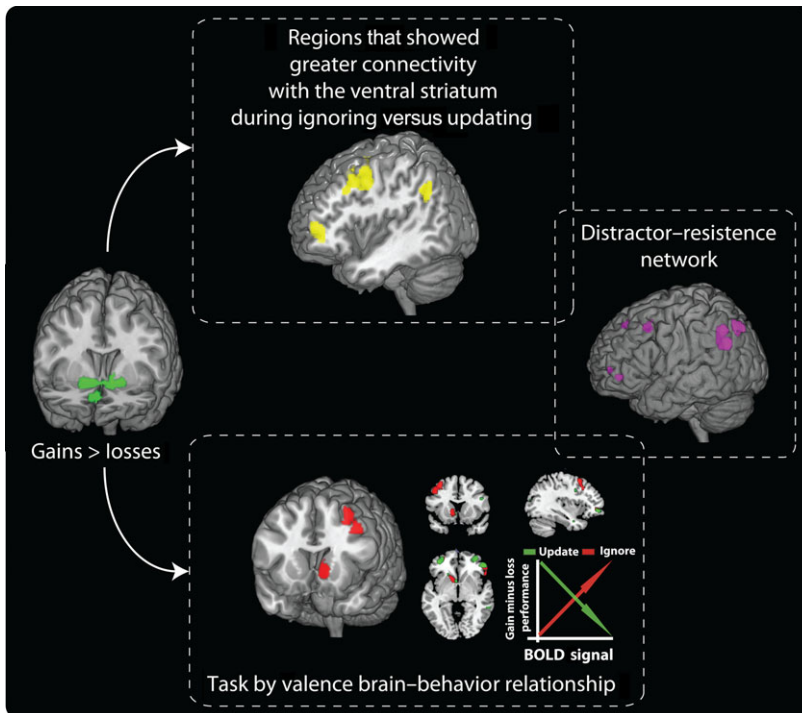 Regions that showed
greater connectivity
with the ventral striatum
during ignoring versus updating
Distractor–resistence
network
Gains > losses
Update
Ignore
Gain minus loss
performance
BOLD signal
Task by valence brain–behavior relationship